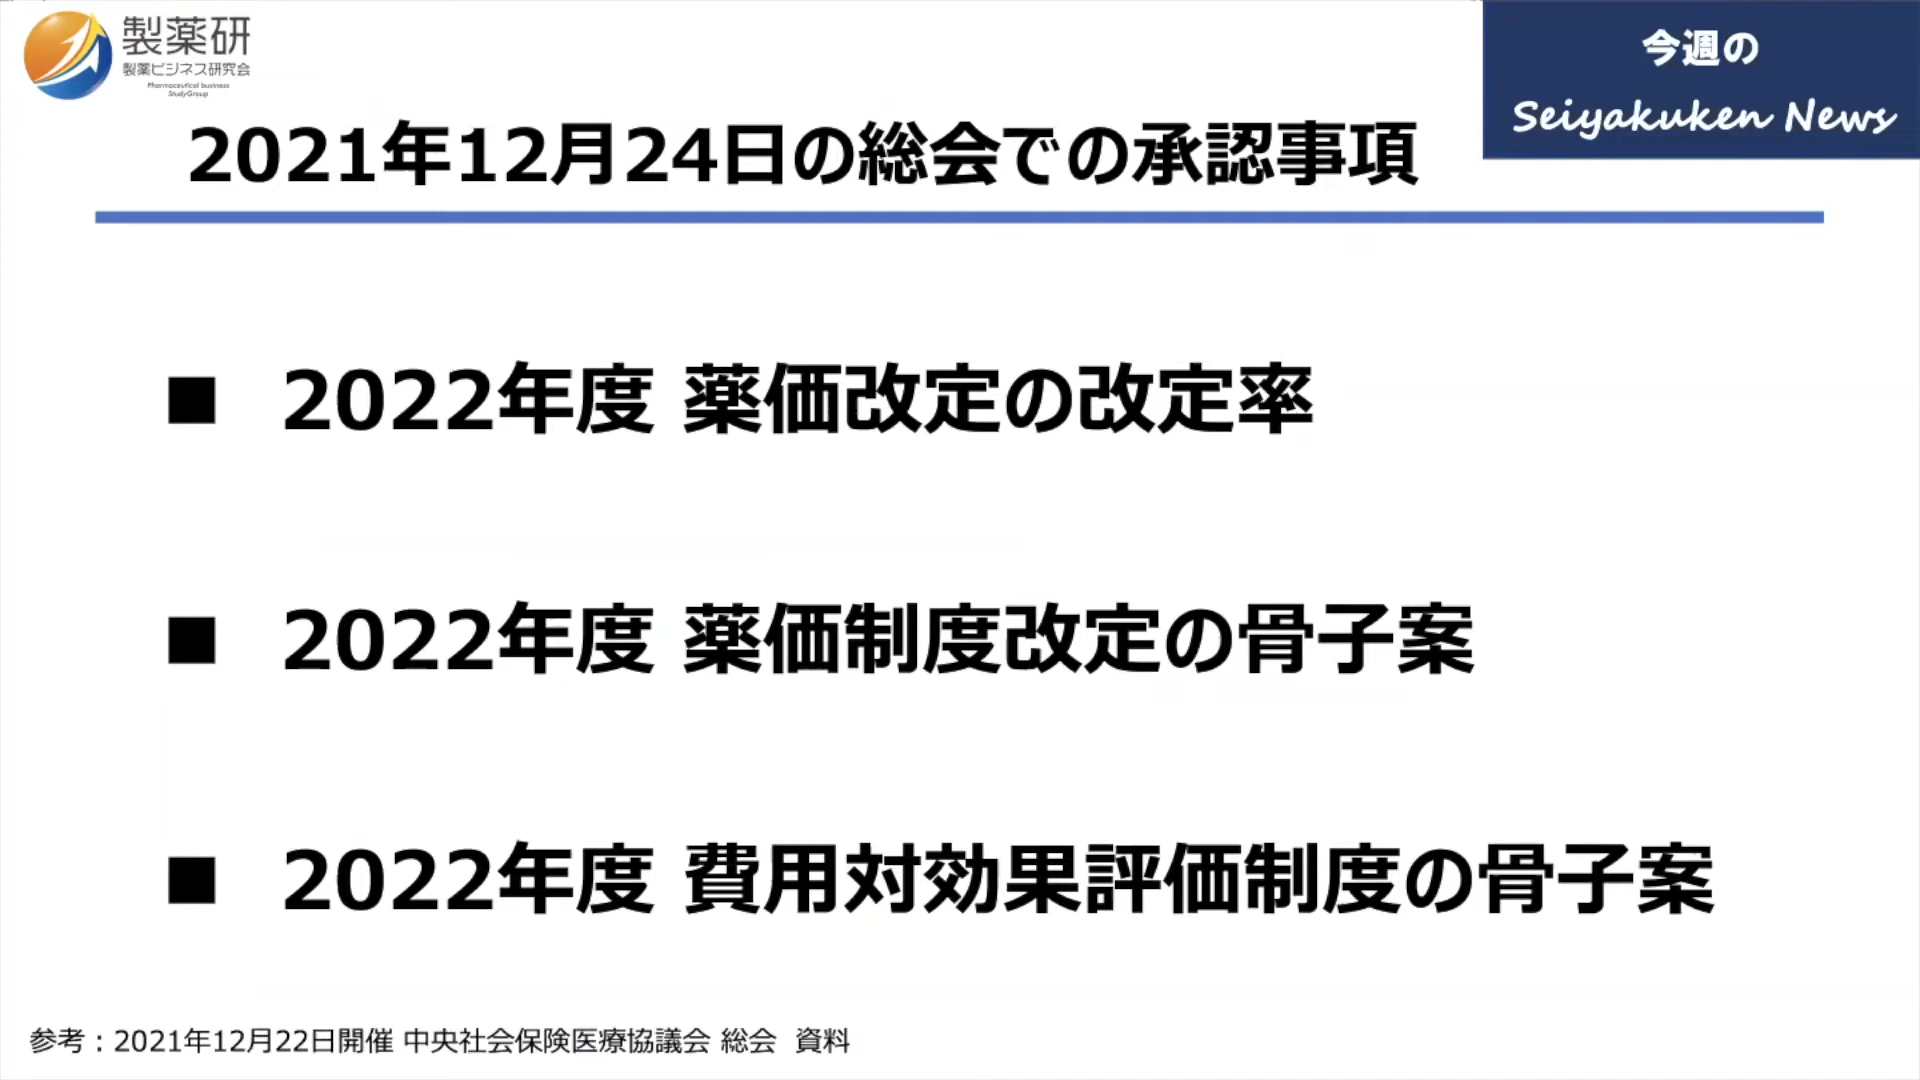 製薬研
製薬ビジネス研究会
Pharmaceutical business
StudyGroup
今週の
Seiyakuken News
2021年12月24日の総会での承認事項
■ 2022年度 薬価改定の改定率
■ 2022年度 薬価制度改定の骨子案
■ 2022年度 費用対効果評価制度の骨子案
参考：2021年12月22日開催 中央社会保険医療協議会 総会 資料